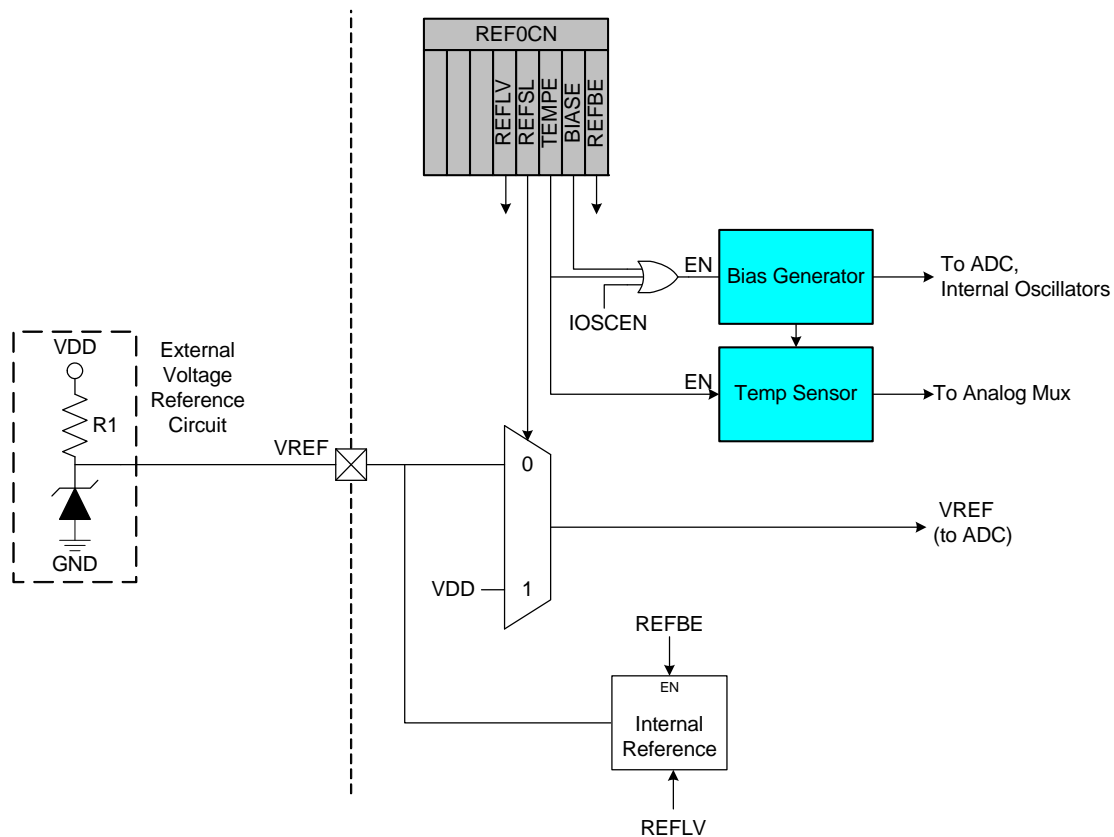 REF0CN
REFLV
REFSL
TEMPE
BIASE
REFBE
EN
Bias Generator
To ADC,
Internal Oscillators
IOSCEN
VDD
External
Voltage
Reference
Circuit
R1
EN
Temp Sensor
To Analog Mux
VREF
0
VREF
(to ADC)
GND
VDD
1
REFBE
EN
Internal
Reference
REFLV